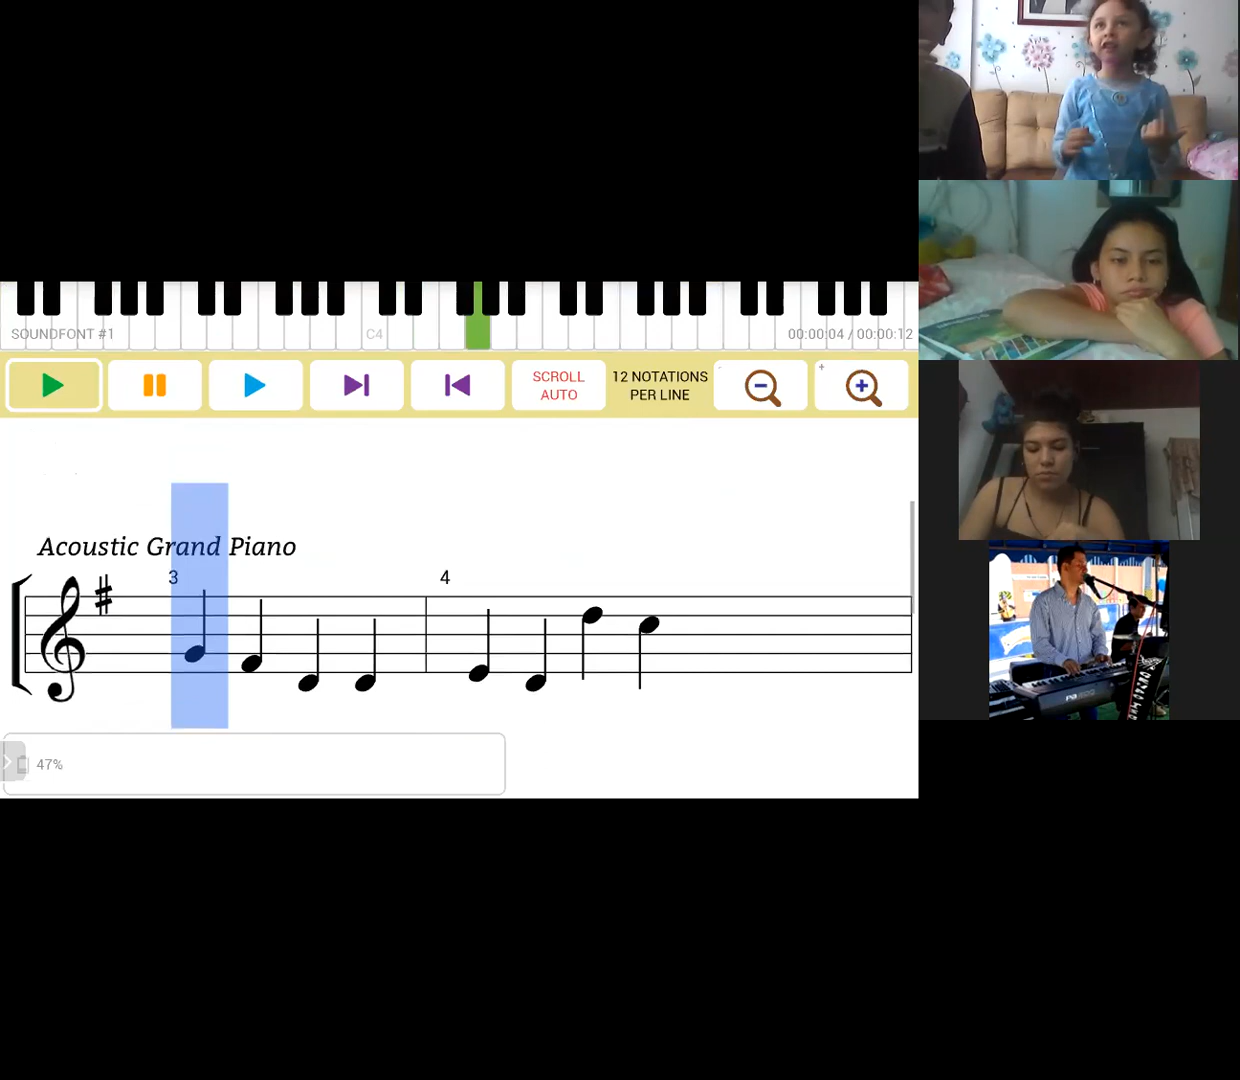 SOUNDFONT #1
C4
00:00:04 / 00:00:12
SCROLL
AUTO
12 NOTATIONS
PER LINE
-
+
Acoustic Grand Piano
3
4
47%